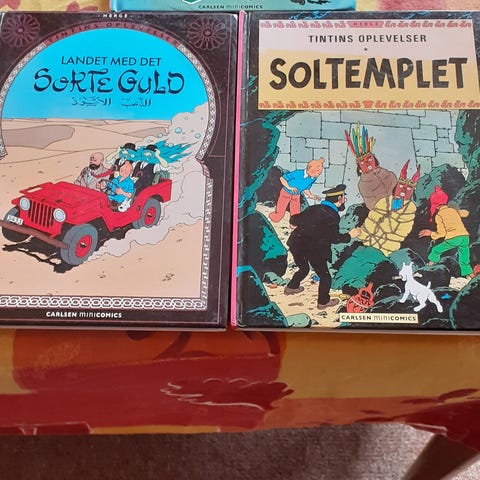 CARLSEN minicomics
HERGÉ
TINTINS OPLEVELSER
LANDET MED DET
SORTE GULD
CARLSEN minicomics
HERGÉ
TINTINS OPLEVELSER
SOLTEMPLET
CARLSEN minicomics